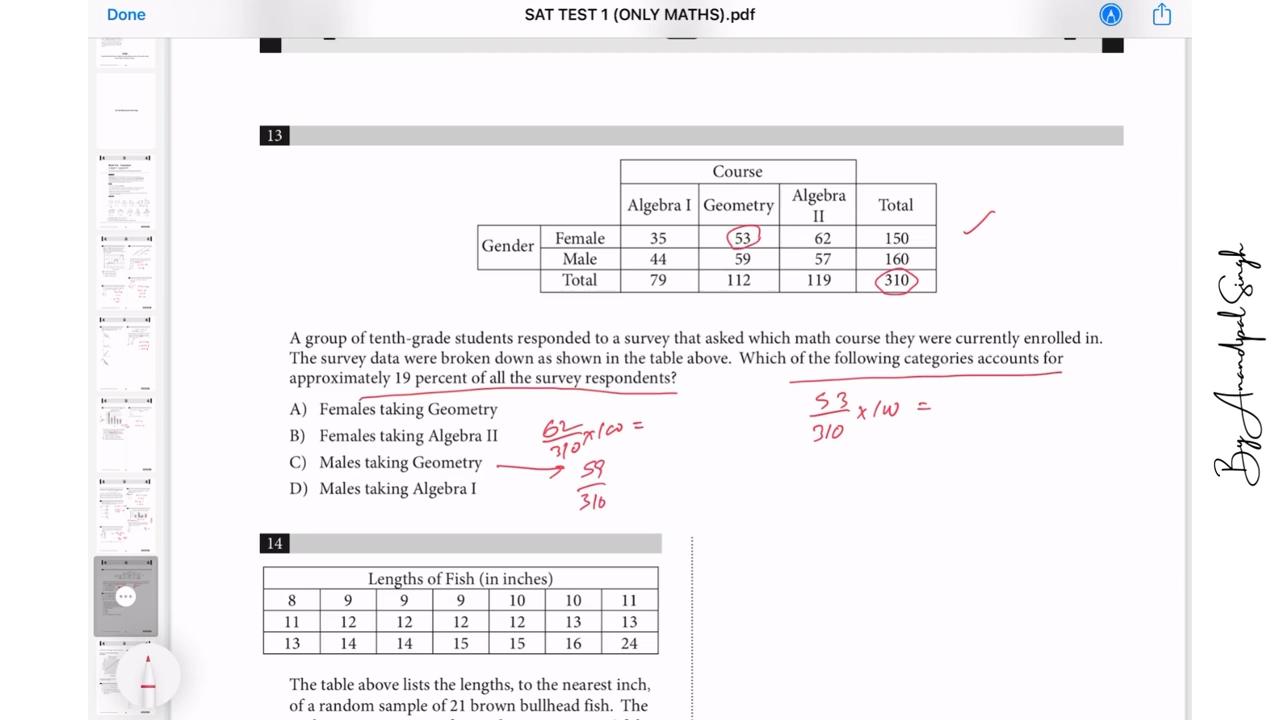 Done
SAT TEST 1 (ONLY MATHS).pdf
13
Course
Algebra I Geometry Algebra II Total
Gender
Female 35 53 62 150
Male 44 59 57 160
Total 79 112 119 310
A group of tenth-grade students responded to a survey that asked which math course they were currently enrolled in.
The survey data were broken down as shown in the table above. Which of the following categories accounts for
approximately 19 percent of all the survey respondents?
A) Females taking Geometry
B) Females taking Algebra II
C) Males taking Geometry
D) Males taking Algebra I
62/310 x 100 =
59/310
53/310 x 100 =
14
Lengths of Fish (in inches)
8 9 9 9 10 10 11
11 12 12 12 12 13 13
13 14 14 15 15 16 24
The table above lists the lengths, to the nearest inch,
of a random sample of 21 brown bullhead fish. The
By Anandpal Singh